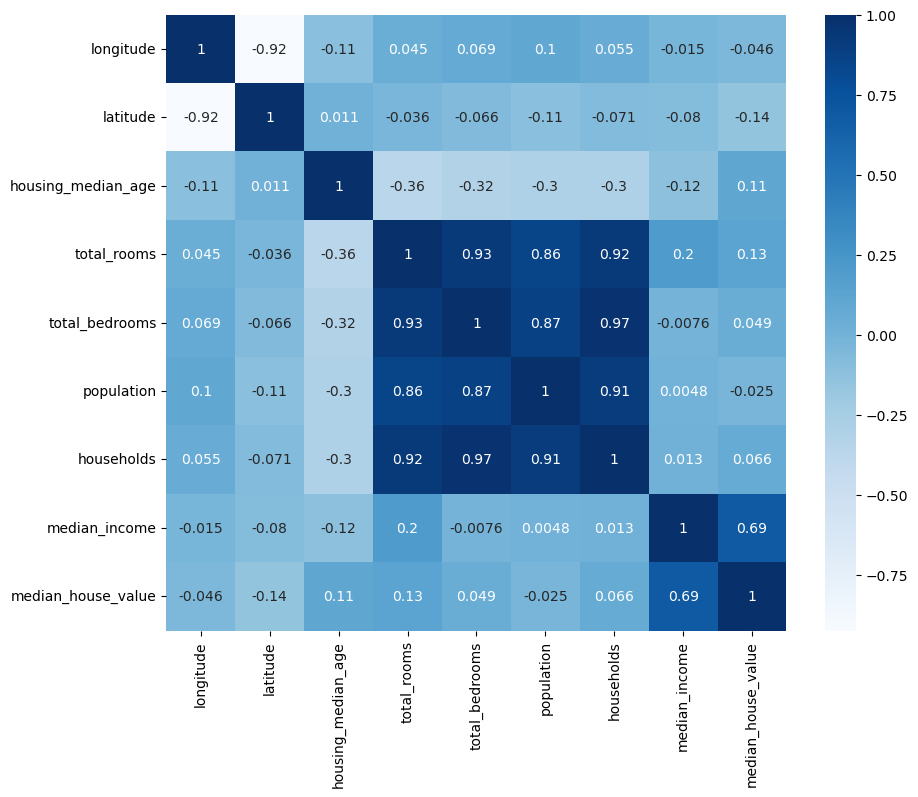 longitude 1 -0.92 -0.11 0.045 0.069 0.1 0.055 -0.015 -0.046
latitude -0.92 1 0.011 -0.036 -0.066 -0.11 -0.071 -0.08 -0.14
housing_median_age -0.11 0.011 1 -0.36 -0.32 -0.3 -0.3 -0.12 0.11
total_rooms 0.045 -0.036 -0.36 1 0.93 0.86 0.92 0.2 0.13
total_bedrooms 0.069 -0.066 -0.32 0.93 1 0.87 0.97 -0.0076 0.049
population 0.1 -0.11 -0.3 0.86 0.87 1 0.91 0.0048 -0.025
households 0.055 -0.071 -0.3 0.92 0.97 0.91 1 0.013 0.066
median_income -0.015 -0.08 -0.12 0.2 -0.0076 0.0048 0.013 1 0.69
median_house_value -0.046 -0.14 0.11 0.13 0.049 -0.025 0.066 0.69 1
longitude
latitude
housing_median_age
total_rooms
total_bedrooms
population
households
median_income
median_house_value
1.00
0.75
0.50
0.25
0.00
−0.25
−0.50
−0.75